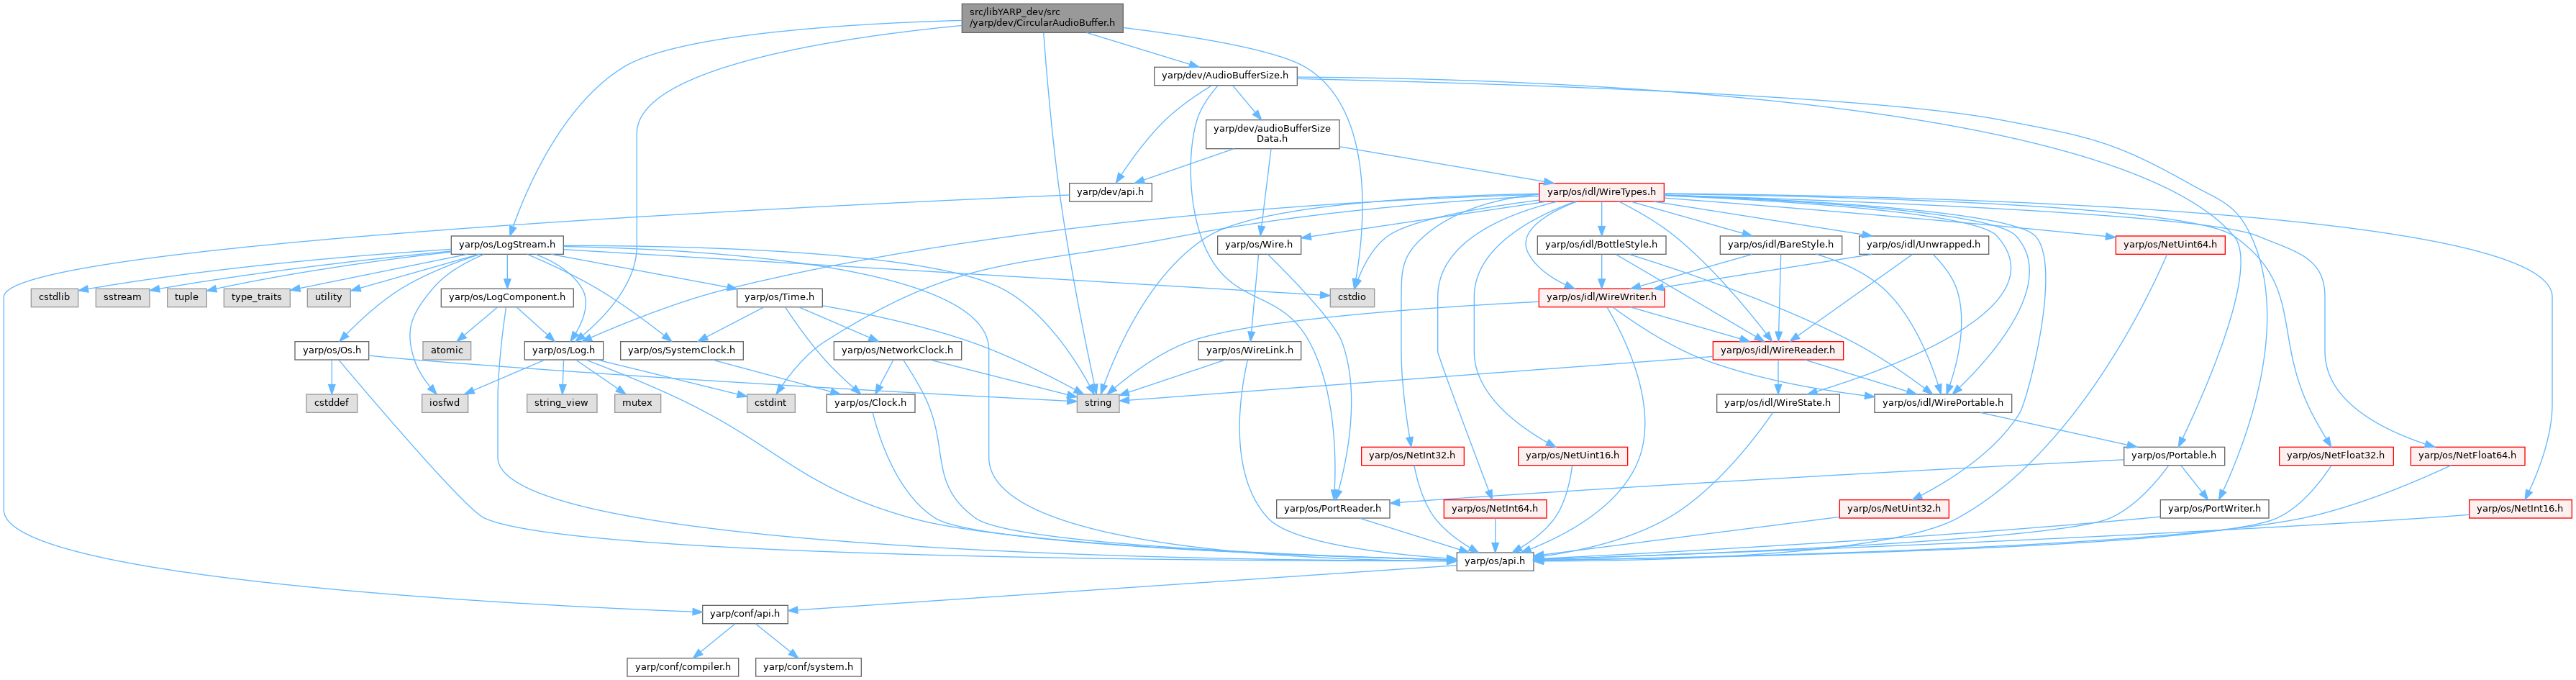 src/libYARP_dev/src
/yarp/dev/CircularAudioBuffer.h
yarp/dev/AudioBufferSize.h
yarp/dev/audioBufferSize
Data.h
yarp/dev/api.h
yarp/os/idl/WireTypes.h
yarp/os/LogStream.h
yarp/os/Wire.h
yarp/os/idl/BottleStyle.h
yarp/os/idl/BareStyle.h
yarp/os/idl/Unwrapped.h
yarp/os/NetUint64.h
cstdlib
sstream
tuple
type_traits
utility
yarp/os/LogComponent.h
yarp/os/Time.h
cstdio
yarp/os/idl/WireWriter.h
yarp/os/Os.h
atomic
yarp/os/Log.h
yarp/os/SystemClock.h
yarp/os/NetworkClock.h
yarp/os/WireLink.h
yarp/os/idl/WireReader.h
cstddef
iosfwd
string_view
mutex
cstdint
yarp/os/Clock.h
string
yarp/os/idl/WireState.h
yarp/os/idl/WirePortable.h
yarp/os/NetInt32.h
yarp/os/NetUint16.h
yarp/os/Portable.h
yarp/os/NetFloat32.h
yarp/os/NetFloat64.h
yarp/os/PortReader.h
yarp/os/NetInt64.h
yarp/os/NetUint32.h
yarp/os/PortWriter.h
yarp/os/NetInt16.h
yarp/os/api.h
yarp/conf/api.h
yarp/conf/compiler.h
yarp/conf/system.h